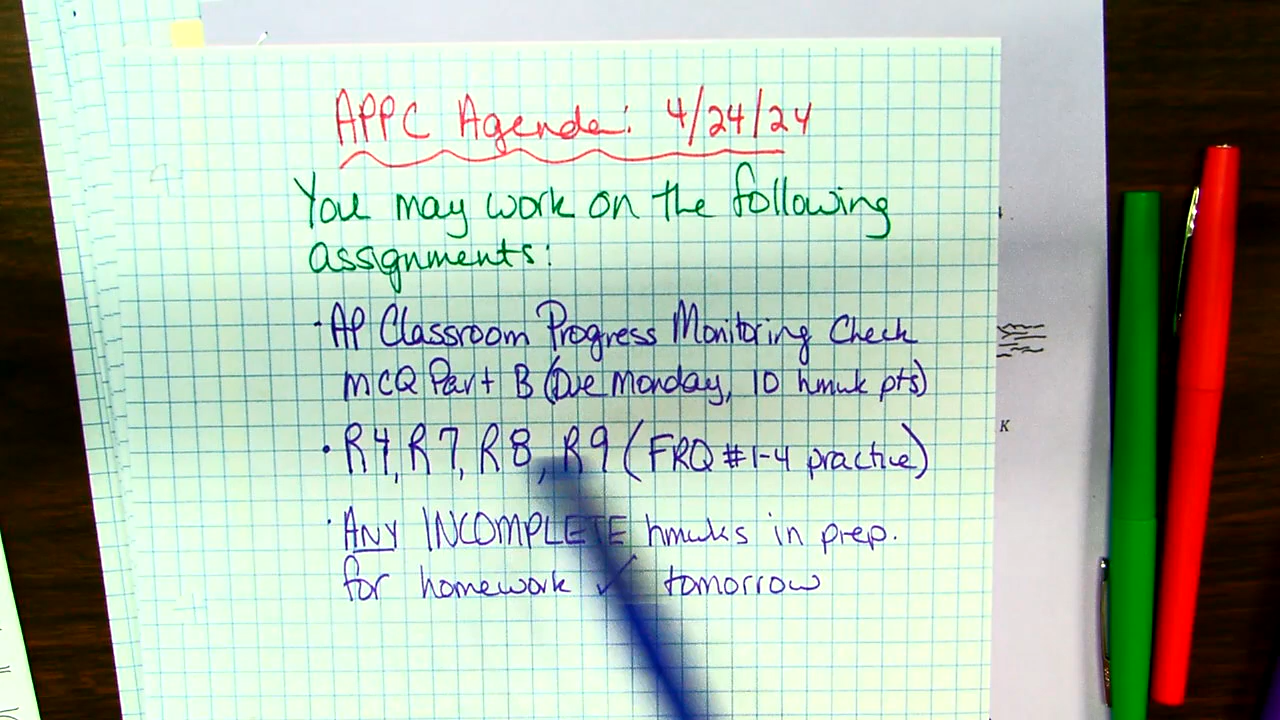 APPC Agenda: 4/24/24
You may work on the following
assignments:
· AP Classroom Progress Monitoring Check
MCQ Part B (Due Monday, 10 hmwk pts)
· R4, R7, R8, R9 (FRQ #1-4 practice)
· ANY INCOMPLETE hmwks in prep.
for homework ✓ tomorrow
K